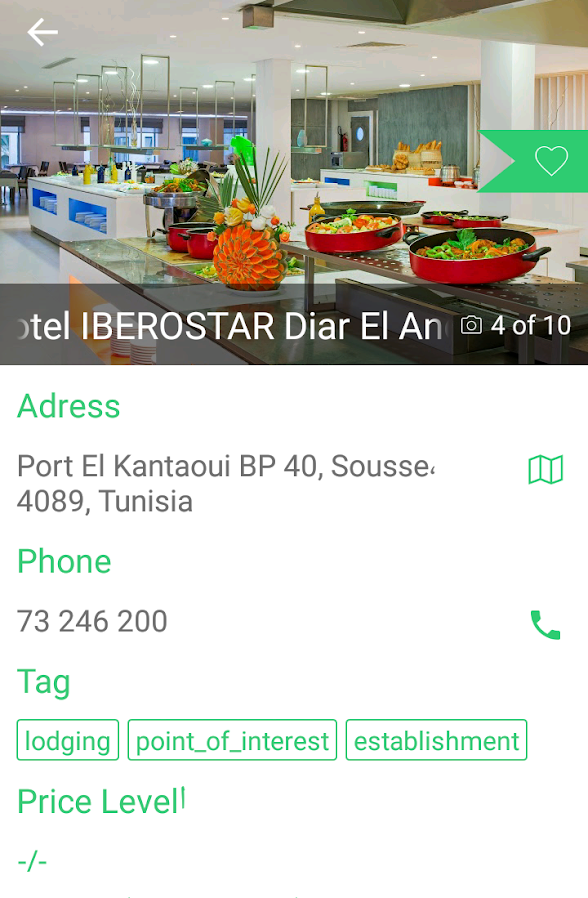 otel IBEROSTAR Diar El An
4 of 10
Adress
Port El Kantaoui BP 40, Sousse،
4089, Tunisia
Phone
73 246 200
Tag
lodging point_of_interest establishment
Price Level
-/-